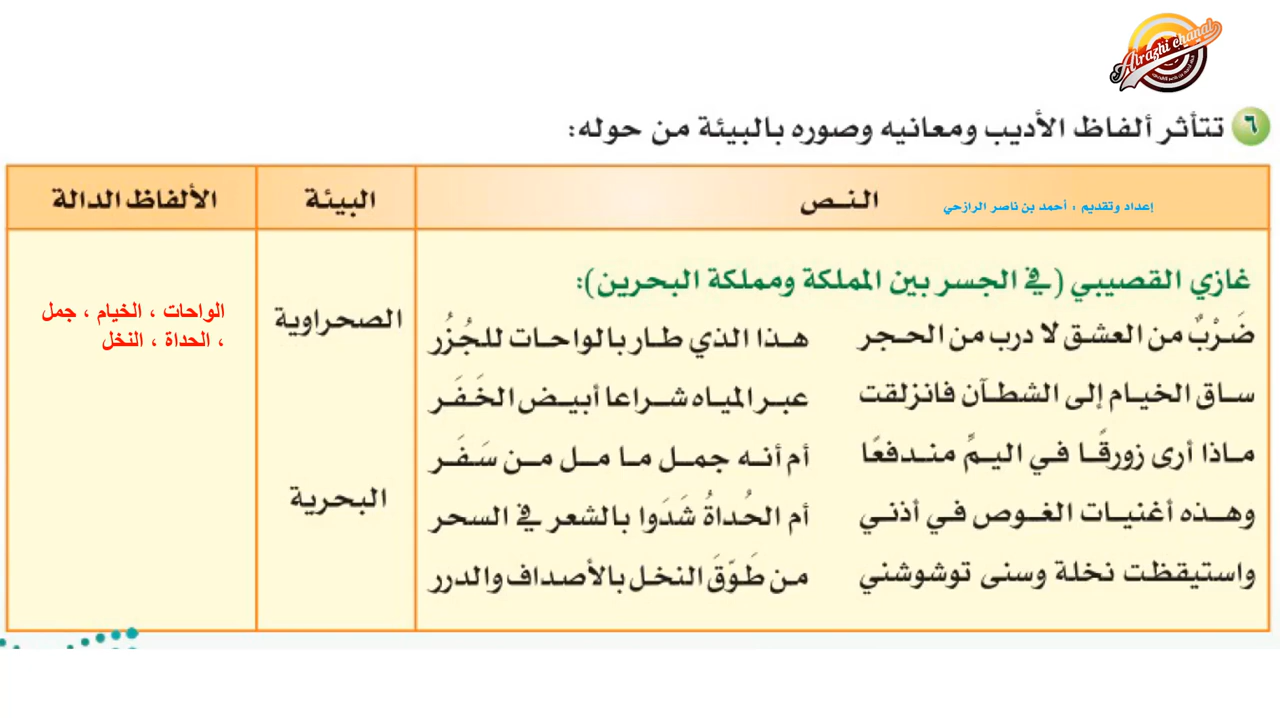 Alrazhi chanal
٦ تتأثر ألفاظ الأديب ومعانيه وصوره بالبيئة من حوله:
النـص
إعداد وتقديم : أحمد بن ناصر الرازحي
البيئة
الألفاظ الدالة
غازي القصيبي (في الجسر بين المملكة ومملكة البحرين):
ضَرْبٌ من العشق لا درب من الحجر هذا الذي طار بالواحات للجُزُر
ساق الخيام إلى الشطآن فانزلقت عبر المياه شراعا أبيض الخَفَر
ماذا أرى زورقًا في اليمِّ مندفعًا أم أنه جمل ما مل من سَفَر
وهذه أغنيات الغوص في أذني أم الحُداةُ شَدَوا بالشعر في السحر
واستيقظت نخلة وسنى توشوشني من طَوّقَ النخل بالأصداف والدرر
الصحراوية
البحرية
الواحات ، الخيام ، جمل
، الحداة ، النخل